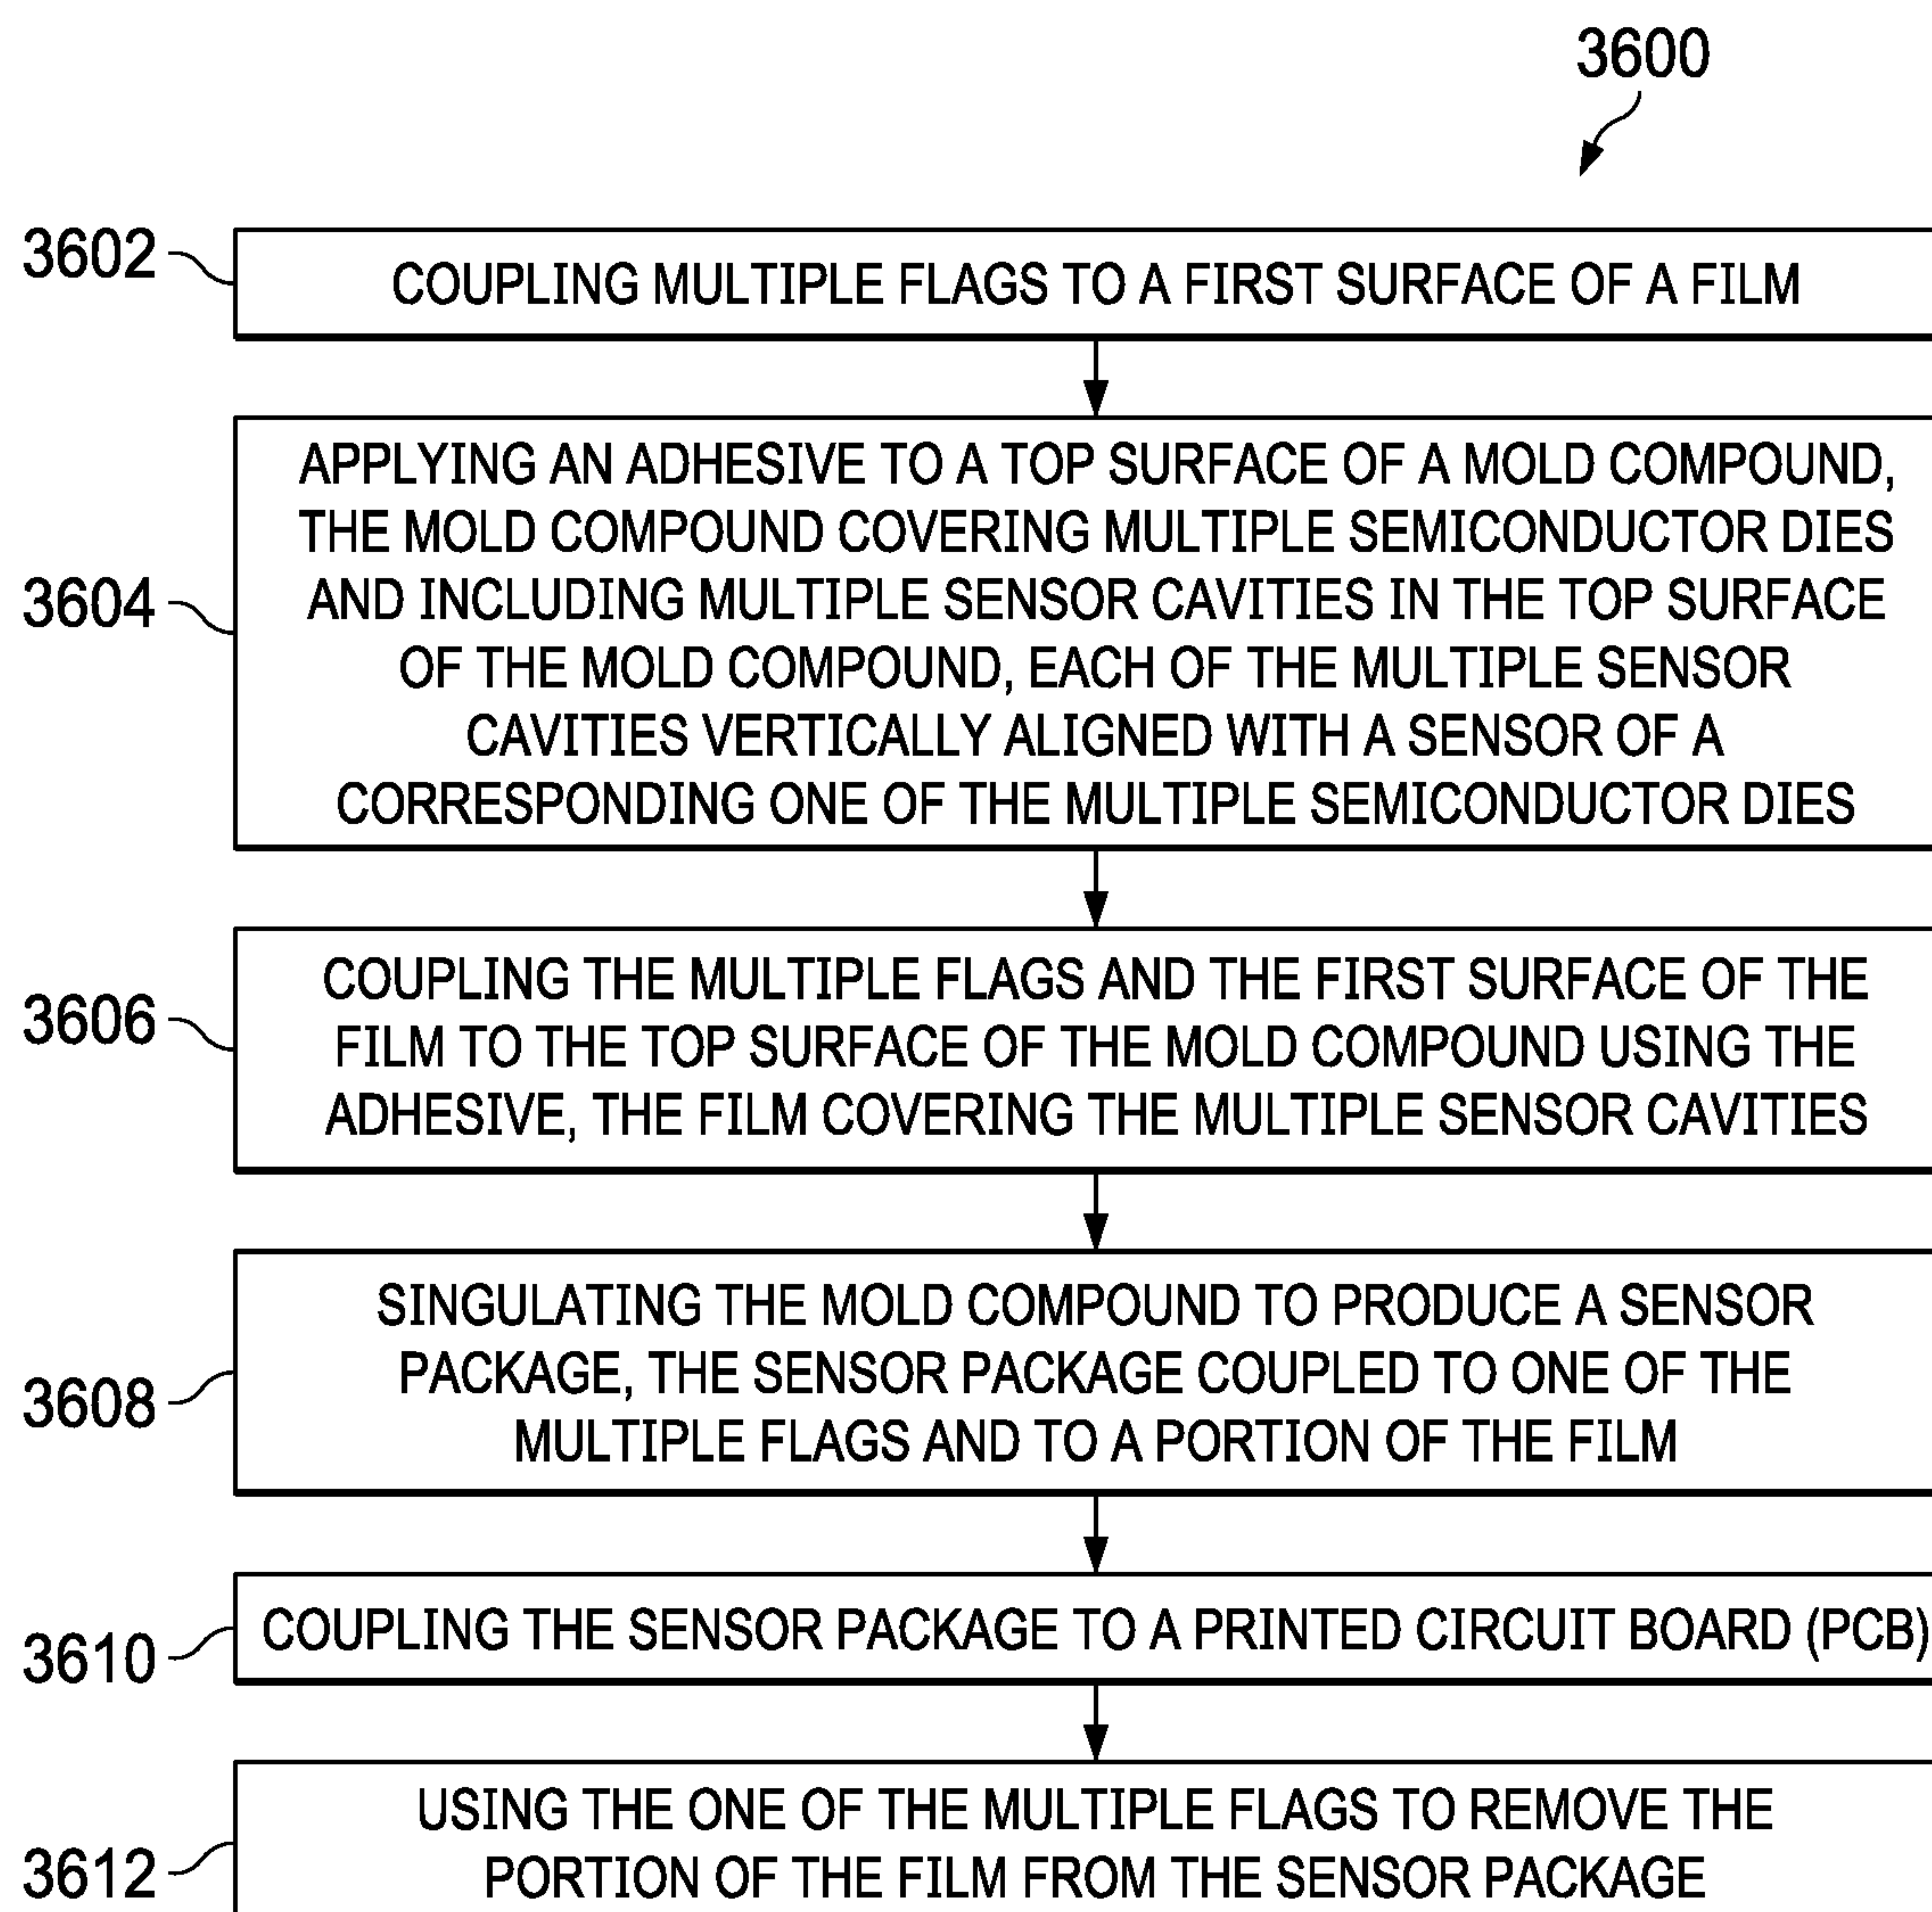 3600
3602
COUPLING MULTIPLE FLAGS TO A FIRST SURFACE OF A FILM
3604
APPLYING AN ADHESIVE TO A TOP SURFACE OF A MOLD COMPOUND,
THE MOLD COMPOUND COVERING MULTIPLE SEMICONDUCTOR DIES
AND INCLUDING MULTIPLE SENSOR CAVITIES IN THE TOP SURFACE
OF THE MOLD COMPOUND, EACH OF THE MULTIPLE SENSOR
CAVITIES VERTICALLY ALIGNED WITH A SENSOR OF A
CORRESPONDING ONE OF THE MULTIPLE SEMICONDUCTOR DIES
3606
COUPLING THE MULTIPLE FLAGS AND THE FIRST SURFACE OF THE
FILM TO THE TOP SURFACE OF THE MOLD COMPOUND USING THE
ADHESIVE, THE FILM COVERING THE MULTIPLE SENSOR CAVITIES
3608
SINGULATING THE MOLD COMPOUND TO PRODUCE A SENSOR
PACKAGE, THE SENSOR PACKAGE COUPLED TO ONE OF THE
MULTIPLE FLAGS AND TO A PORTION OF THE FILM
3610
COUPLING THE SENSOR PACKAGE TO A PRINTED CIRCUIT BOARD (PCB)
3612
USING THE ONE OF THE MULTIPLE FLAGS TO REMOVE THE
PORTION OF THE FILM FROM THE SENSOR PACKAGE